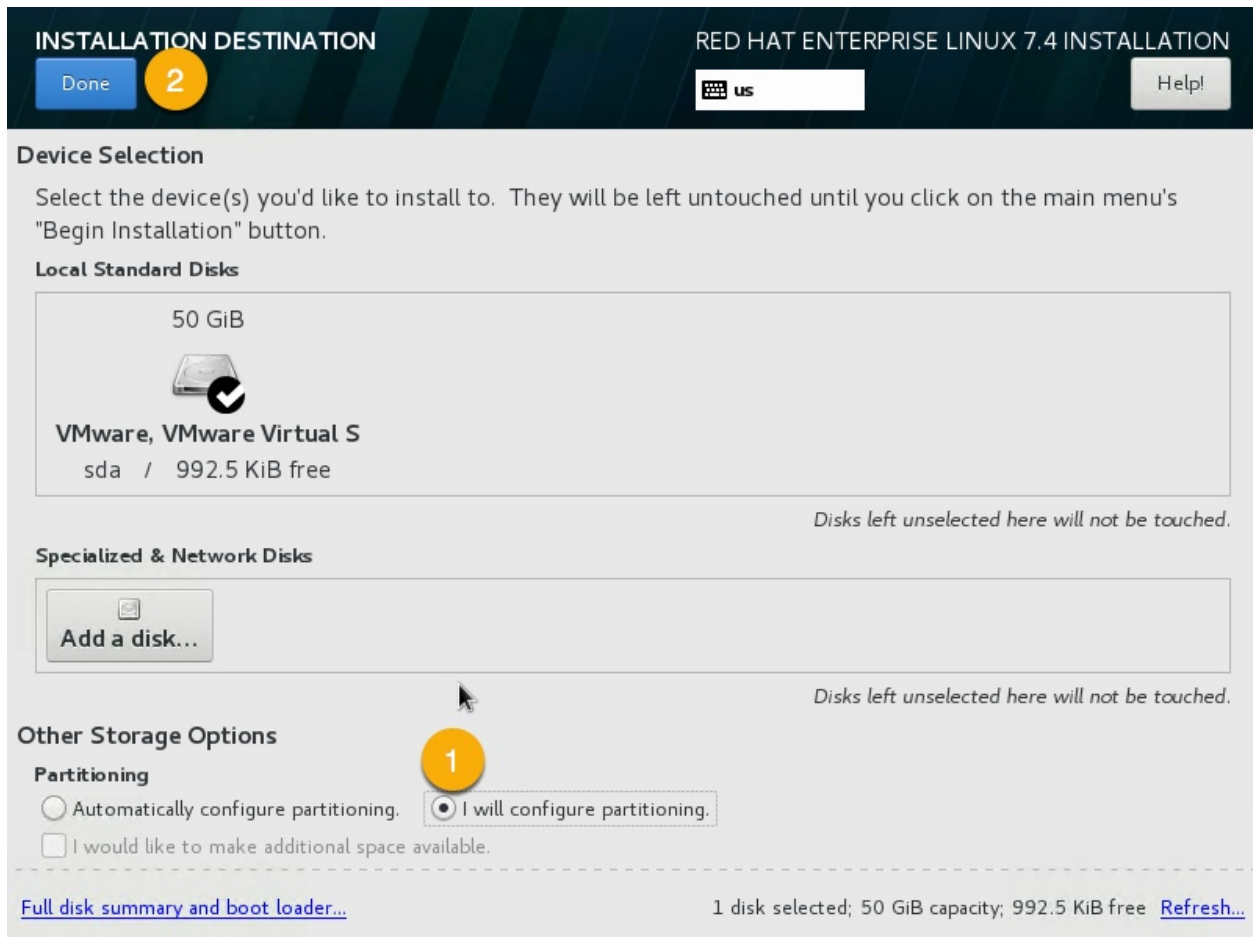 INSTALLATION DESTINATION
RED HAT ENTERPRISE LINUX 7.4 INSTALLATION
Done
2
us
Help!
Device Selection
Select the device(s) you'd like to install to. They will be left untouched until you click on the main menu's
"Begin Installation" button.
Local Standard Disks
50 GiB
VMware, VMware Virtual S
sda / 992.5 KiB free
Disks left unselected here will not be touched.
Specialized & Network Disks
Add a disk...
Disks left unselected here will not be touched.
Other Storage Options
1
Partitioning
Automatically configure partitioning. I will configure partitioning.
I would like to make additional space available.
Full disk summary and boot loader... 1 disk selected; 50 GiB capacity; 992.5 KiB free Refresh...